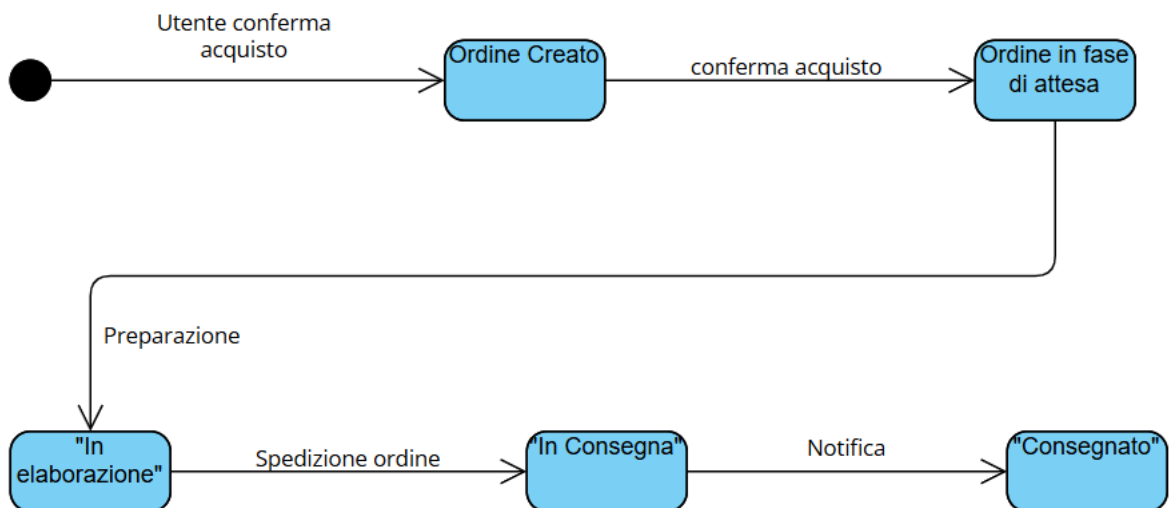 Utente conferma
acquisto
Ordine Creato
conferma acquisto
Ordine in fase
di attesa
Preparazione
"In
elaborazione"
Spedizione ordine
"In Consegna"
Notifica
"Consegnato"